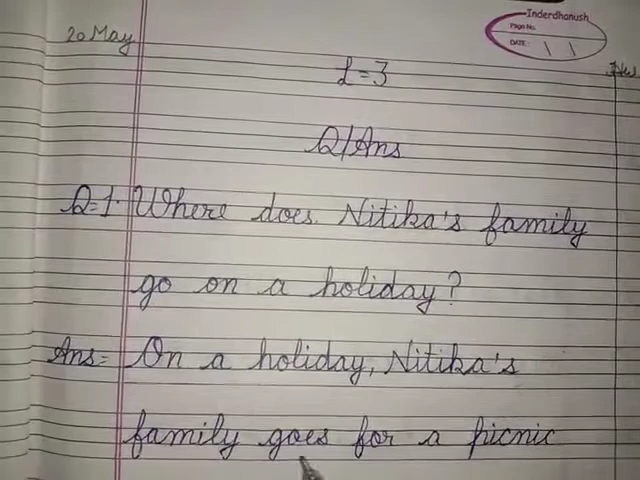 Inderdhanush
Page No.
DATE:
20 May
L=3
Q/Ans
Q=1. Where does Nitika's family
go on a holiday?
Ans= On a holiday, Nitika's
family goes for a picnic